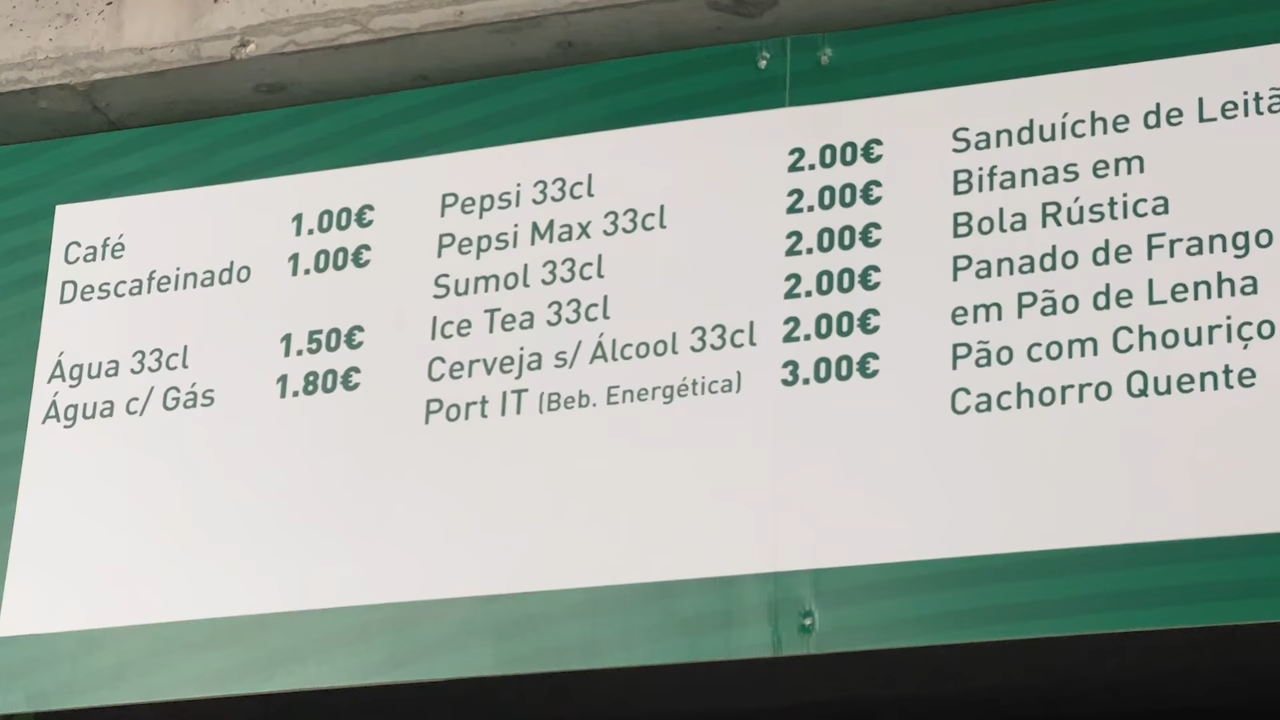 Café 1.00€
Descafeinado 1.00€
Água 33cl 1.50€
Água c/ Gás 1.80€
Pepsi 33cl 2.00€
Pepsi Max 33cl 2.00€
Sumol 33cl 2.00€
Ice Tea 33cl 2.00€
Cerveja s/ Álcool 33cl 2.00€
Port IT (Beb. Energética) 3.00€
Sanduíche de Leitã
Bifanas em
Bola Rústica
Panado de Frango
em Pão de Lenha
Pão com Chouriço
Cachorro Quente